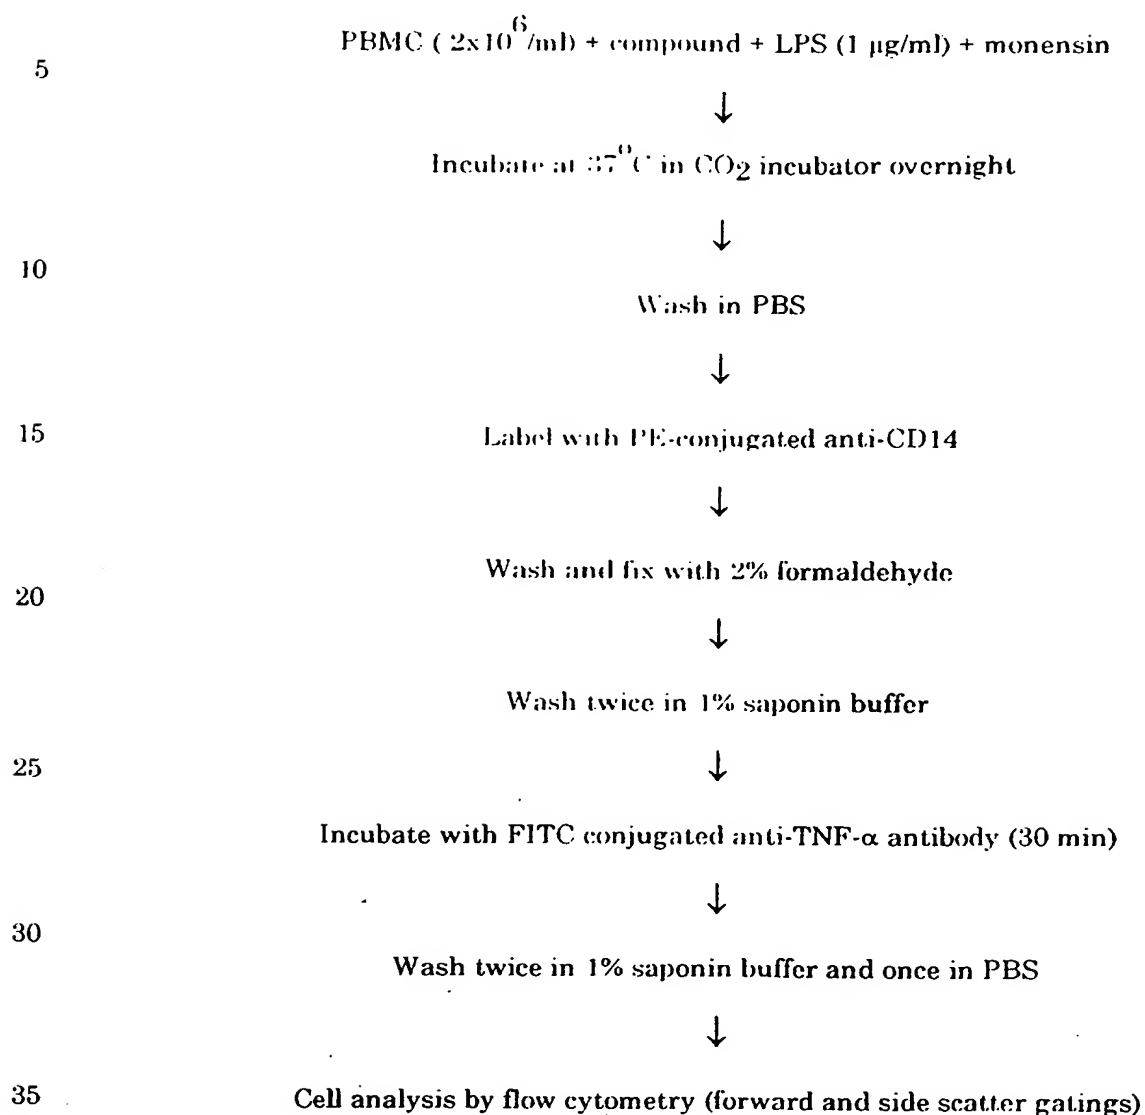 PBMC ( 2x10⁶/ml) + compound + LPS (1 µg/ml) + monensin
5
↓
Incubate at 37⁰C in CO₂ incubator overnight
↓
10
Wash in PBS
↓
15
Label with PE-conjugated anti-CD14
↓
Wash and fix with 2% formaldehyde
20
↓
Wash twice in 1% saponin buffer
25
↓
Incubate with FITC conjugated anti-TNF-α antibody (30 min)
↓
30
Wash twice in 1% saponin buffer and once in PBS
↓
35
Cell analysis by flow cytometry (forward and side scatter gatings)